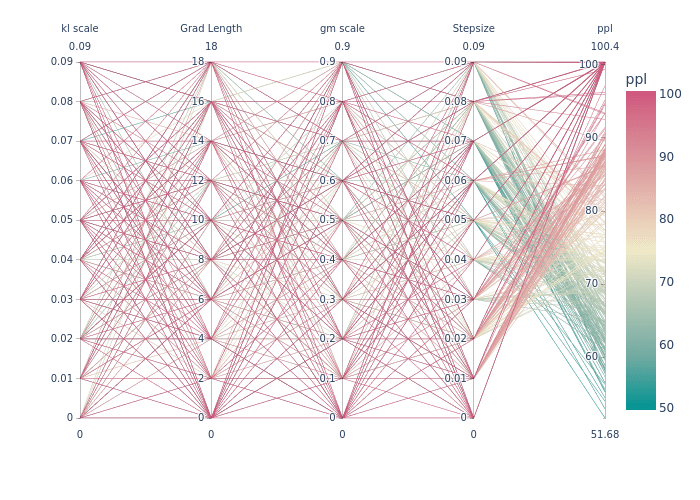 kl scale Grad Length gm scale Stepsize ppl
0.09 18 0.9 0.09 100.4
0.09 18 0.9 0.09 100
ppl
0.08 16 0.8 0.08 100
0.07 14 0.7 0.07 90
90
0.06 12 0.6 0.06
0.05 10 0.5 0.05 80 80
0.04 8 0.4 0.04
70 70
0.03 6 0.3 0.03
0.02 4 0.2 0.02 60 60
0.01 2 0.1 0.01
50
0 0 0 0
0 0 0 0 51.68